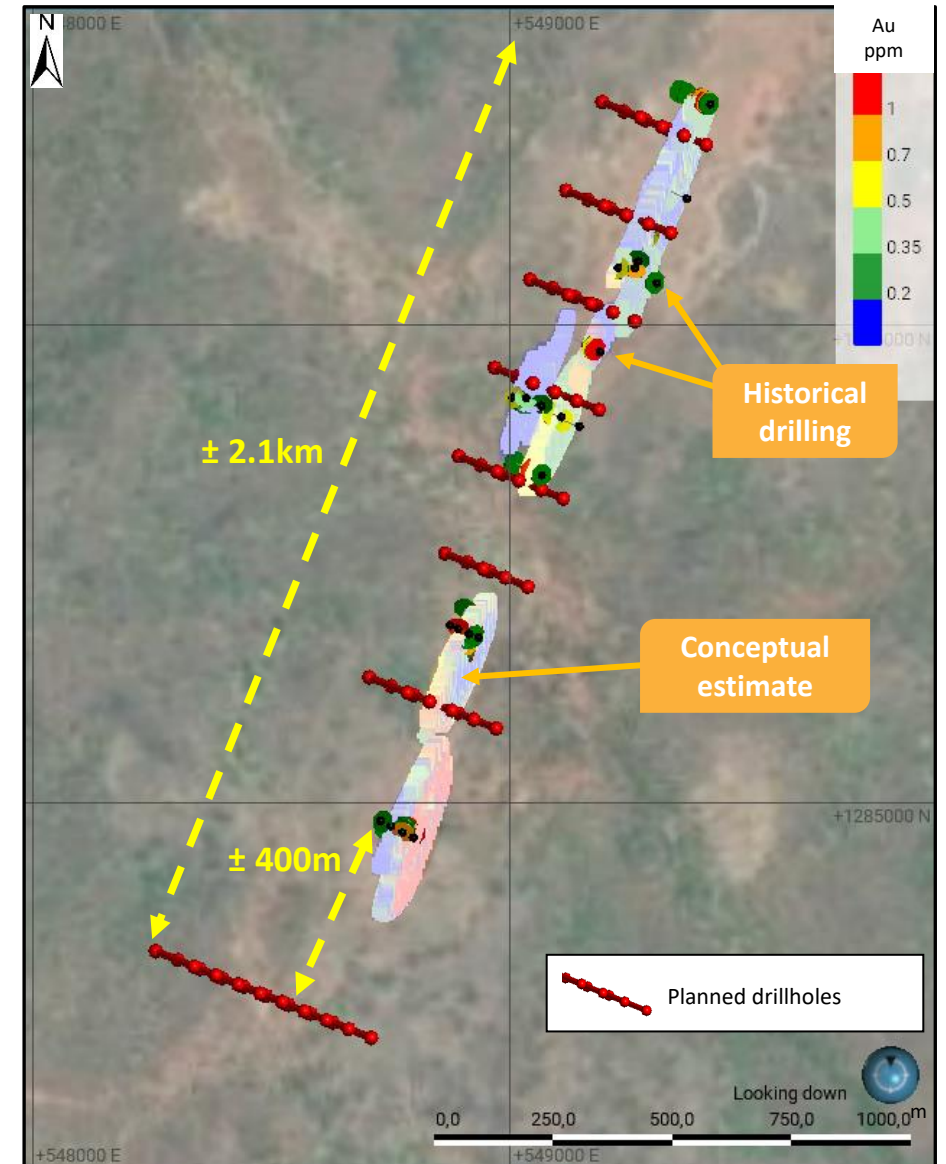 N
8000 E
+549000 E
Au
ppm
1
0.7
0.5
0.35
0.2
000 N
Historical
drilling
± 2.1km
Conceptual
estimate
+1285000 N
± 400m
Planned drillholes
Looking down
0,0
250,0
500,0
750,0
1000,0
m
+548000 E
+549000 E